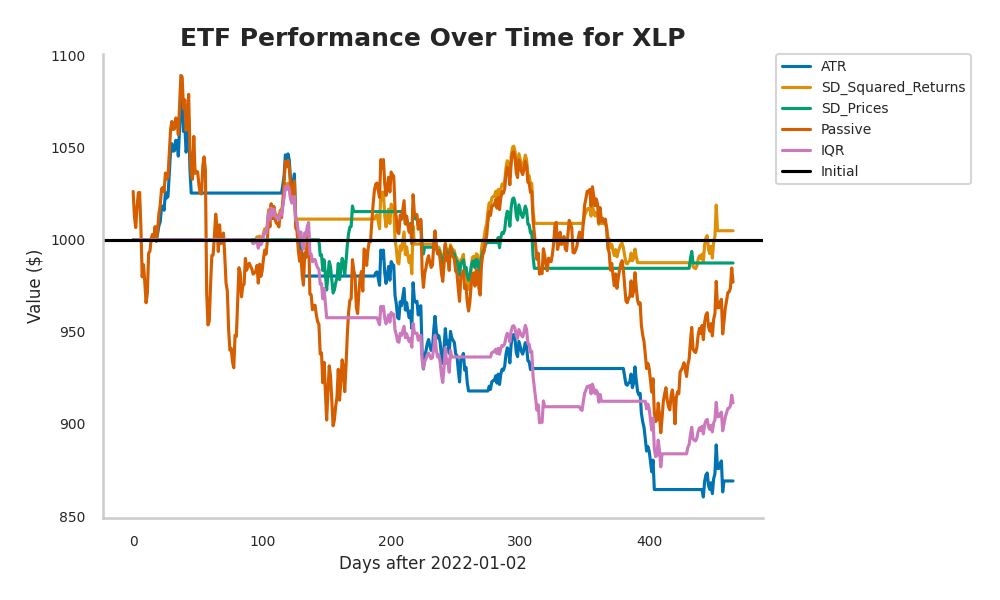 ETF Performance Over Time for XLP
1100
1050
1000
950
900
850
Value ($)
0
100
200
300
400
Days after 2022-01-02
ATR
SD_Squared_Returns
SD_Prices
Passive
IQR
Initial